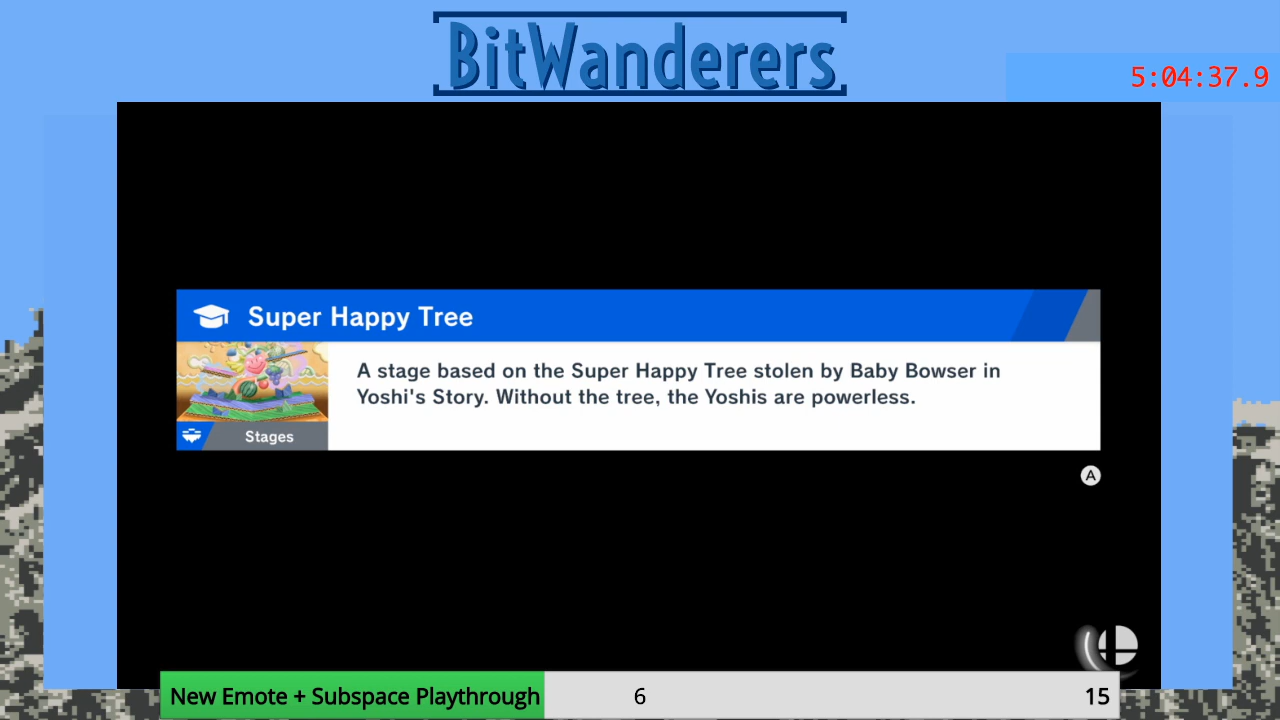 BitWanderers
5:04:37.9
Super Happy Tree
A stage based on the Super Happy Tree stolen by Baby Bowser in
Yoshi's Story. Without the tree, the Yoshis are powerless.
Stages
A
New Emote + Subspace Playthrough 6 15